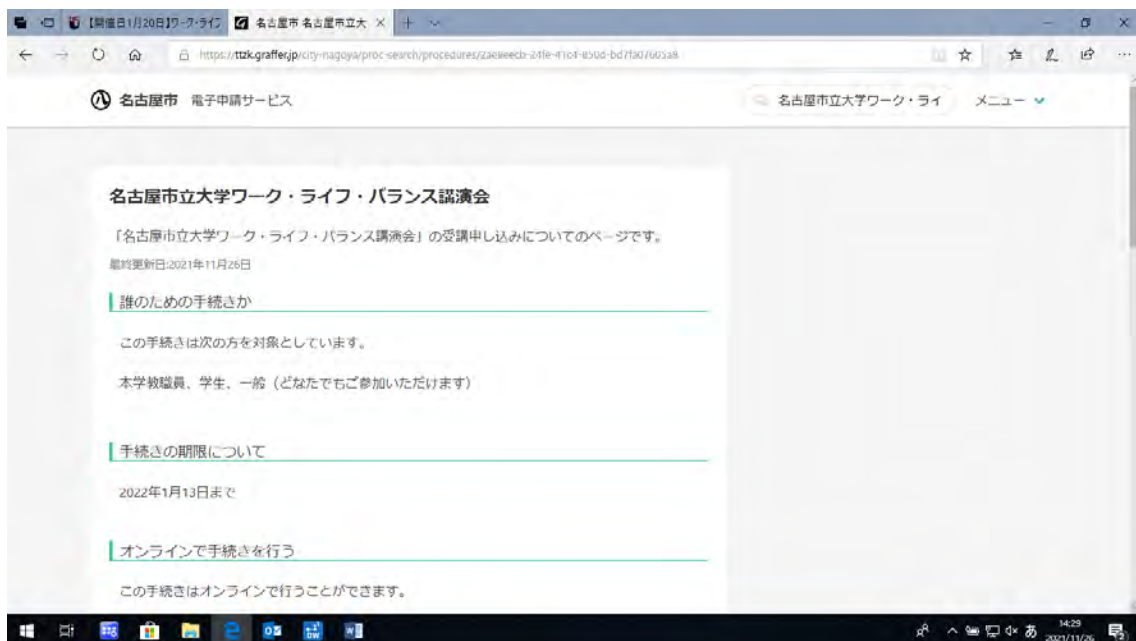 【開催日1月20日】ワーク・ライフ
名古屋市 名古屋市立大
https://ttzk.graffer.jp/city-nagoya/proc-search/procedures/
名古屋市 電子申請サービス
名古屋市立大学ワーク・ライ
メニュー
名古屋市立大学ワーク・ライフ・バランス講演会
「名古屋市立大学ワーク・ライフ・バランス講演会」の受講申し込みについてのページです。
最終更新日:2021年11月26日
誰のための手続きか
この手続きは次の方を対象としています。
本学教職員、学生、一般（どなたでもご参加いただけます）
手続きの期限について
2022年1月13日まで
オンラインで手続きを行う
この手続きはオンラインで行うことができます。
あ
14:29
2021/11/26